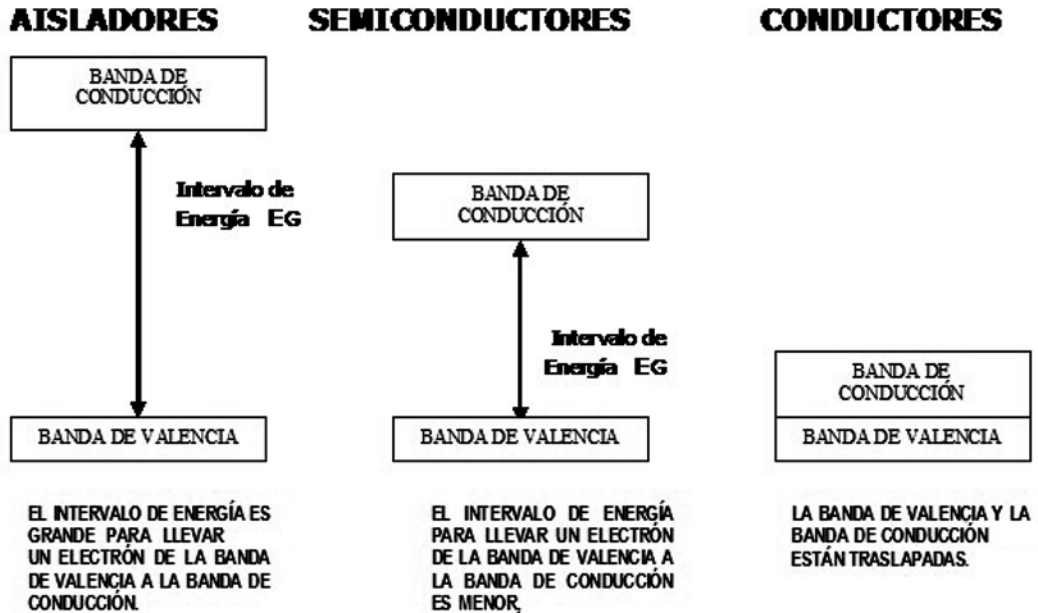 AISLADORES
BANDA DE
CONDUCCIÓN
Intervalo de
Energía EG
BANDA DE VALENCIA
EL INTERVALO DE ENERGÍA ES
GRANDE PARA LLEVAR
UN ELECTRÓN DE LA BANDA
DE VALENCIA A LA BANDA DE
CONDUCCIÓN.
SEMICONDUCTORES
BANDA DE
CONDUCCIÓN
Intervalo de
Energía EG
BANDA DE VALENCIA
EL INTERVALO DE ENERGÍA
PARA LLEVAR UN ELECTRÓN
DE LA BANDA DE VALENCIA A
LA BANDA DE CONDUCCIÓN
ES MENOR,
CONDUCTORES
BANDA DE
CONDUCCIÓN
BANDA DE VALENCIA
LA BANDA DE VALENCIA Y LA
BANDA DE CONDUCCIÓN
ESTÁN TRASLAPADAS.